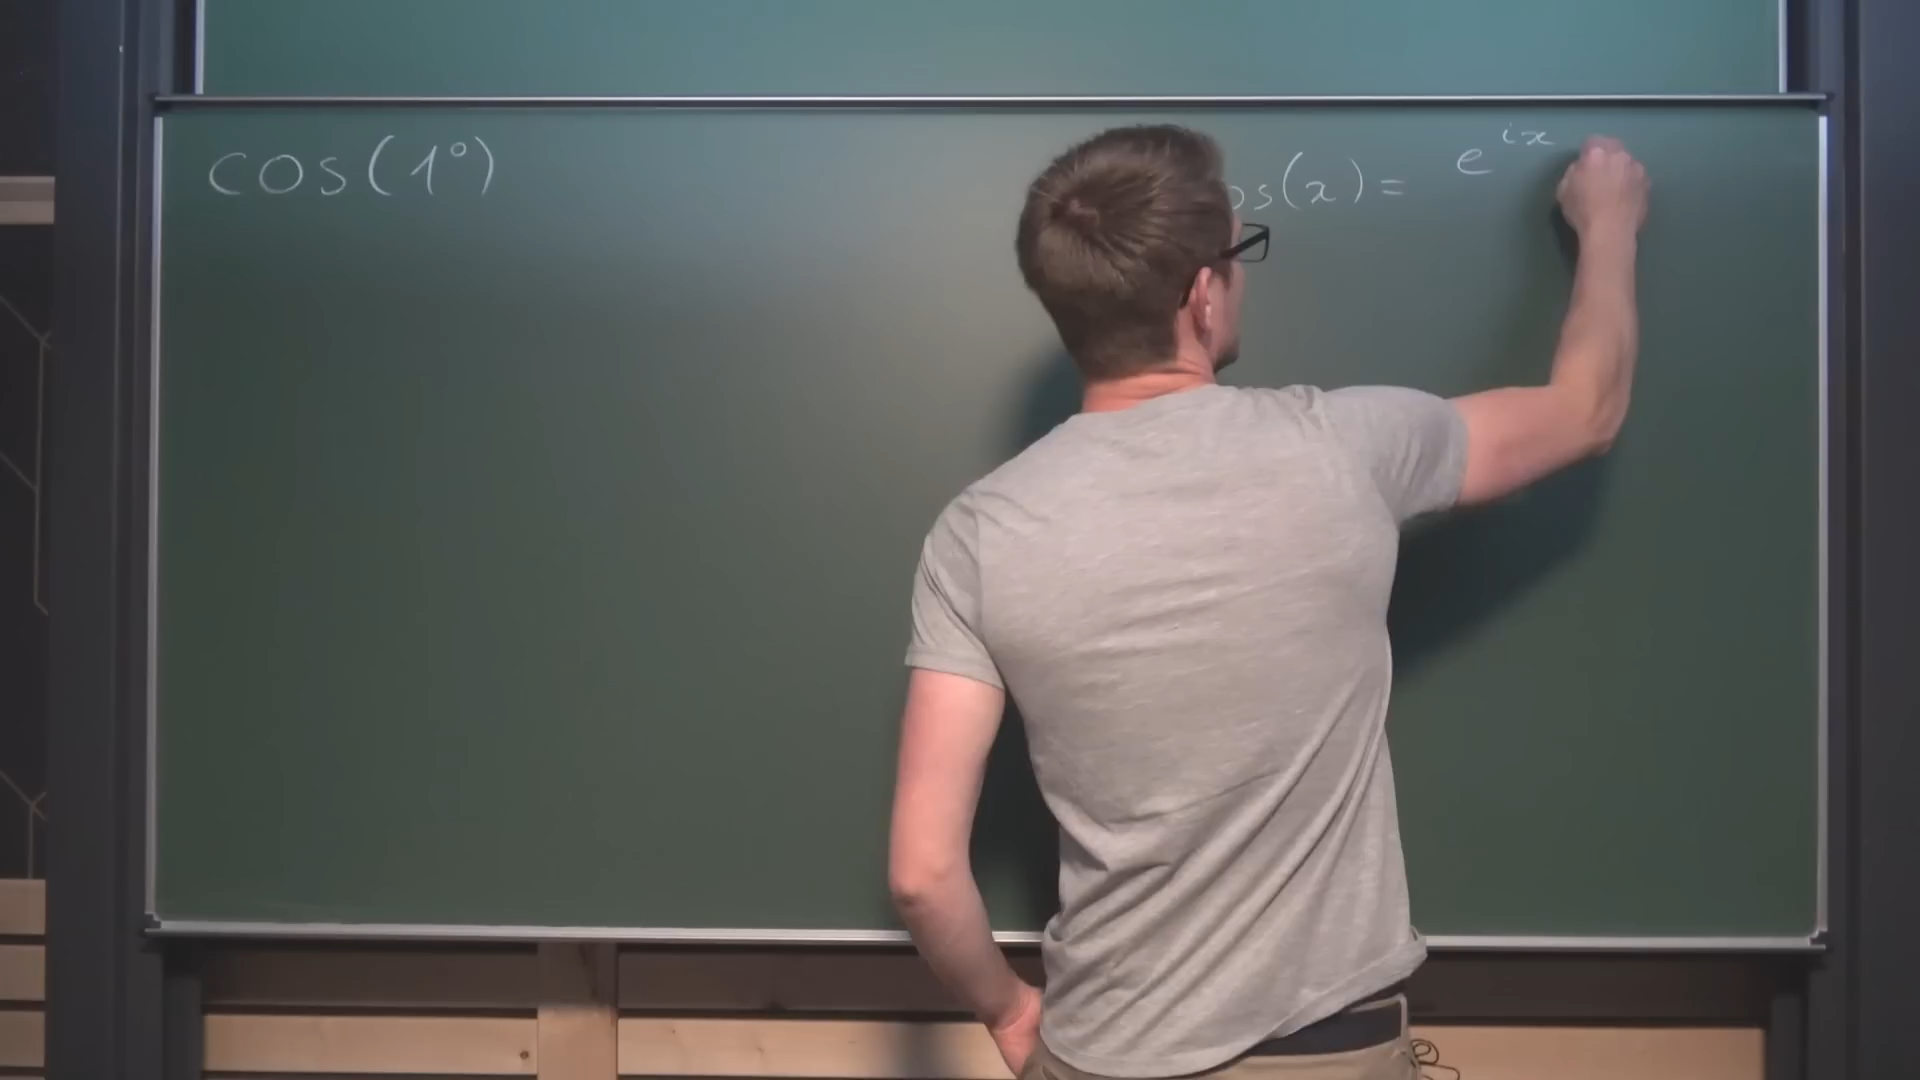 cos(1°)
os(x) = e^{ix}